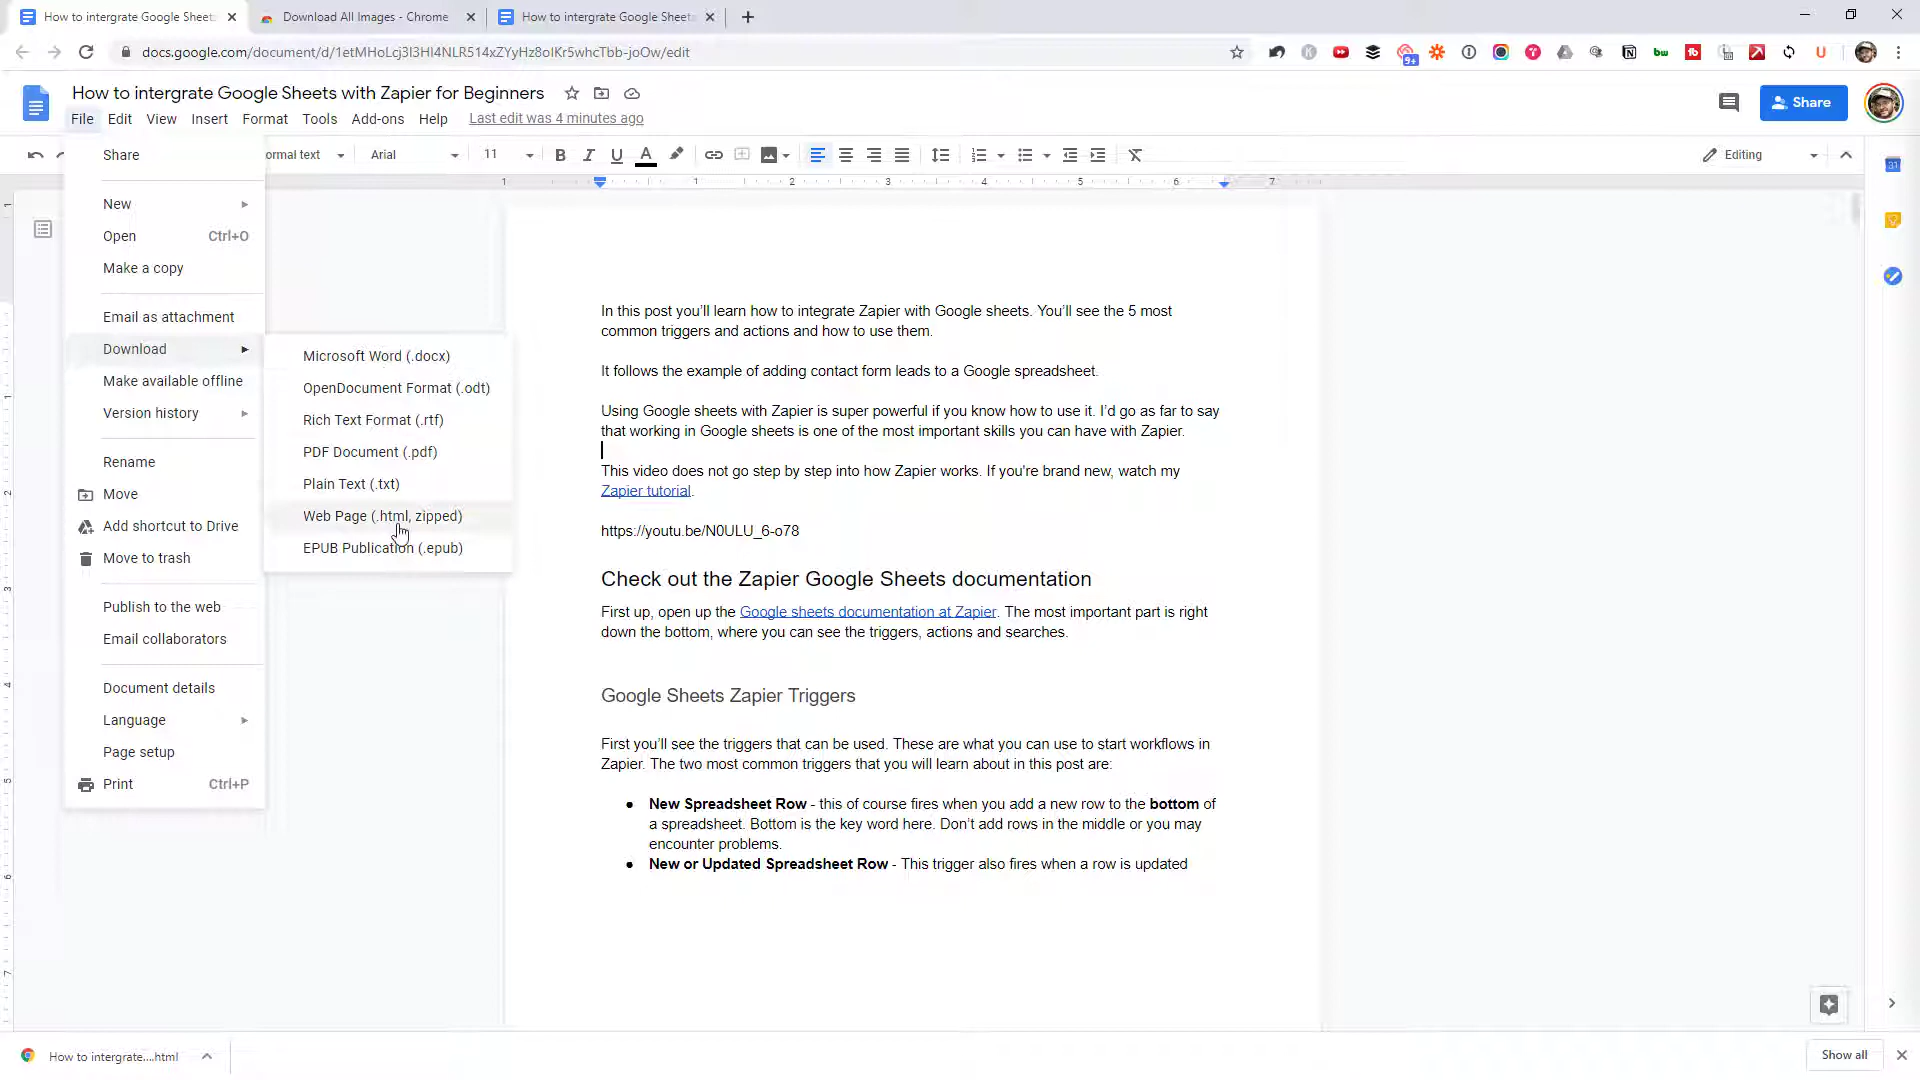 How to intergrate Google Sheets
Download All Images - Chrome
How to intergrate Google Sheets
docs.google.com/document/d/1etMHoLcj3I3HI4NLR514xZYyHz8oIKr5whcTbb-joOw/edit
9+
How to intergrate Google Sheets with Zapier for Beginners
Share
File Edit View Insert Format Tools Add-ons Help Last edit was 4 minutes ago
ormal text Arial 11 B I U A Editing
1 1 2 3 4 5 6 7
31
Share
New
Open Ctrl+O
Make a copy
Email as attachment
Download
Make available offline
Version history
Rename
Move
Add shortcut to Drive
Move to trash
Publish to the web
Email collaborators
Document details
Language
Page setup
Print Ctrl+P
Microsoft Word (.docx)
OpenDocument Format (.odt)
Rich Text Format (.rtf)
PDF Document (.pdf)
Plain Text (.txt)
Web Page (.html, zipped)
EPUB Publication (.epub)
In this post you’ll learn how to integrate Zapier with Google sheets. You’ll see the 5 most
common triggers and actions and how to use them.
It follows the example of adding contact form leads to a Google spreadsheet.
Using Google sheets with Zapier is super powerful if you know how to use it. I’d go as far to say
that working in Google sheets is one of the most important skills you can have with Zapier.
This video does not go step by step into how Zapier works. If you're brand new, watch my
Zapier tutorial.
https://youtu.be/N0ULU_6-o78
Check out the Zapier Google Sheets documentation
First up, open up the Google sheets documentation at Zapier. The most important part is right
down the bottom, where you can see the triggers, actions and searches.
Google Sheets Zapier Triggers
First you’ll see the triggers that can be used. These are what you can use to start workflows in
Zapier. The two most common triggers that you will learn about in this post are:
● New Spreadsheet Row - this of course fires when you add a new row to the bottom of
a spreadsheet. Bottom is the key word here. Don’t add rows in the middle or you may
encounter problems.
● New or Updated Spreadsheet Row - This trigger also fires when a row is updated
How to intergrate....html
Show all